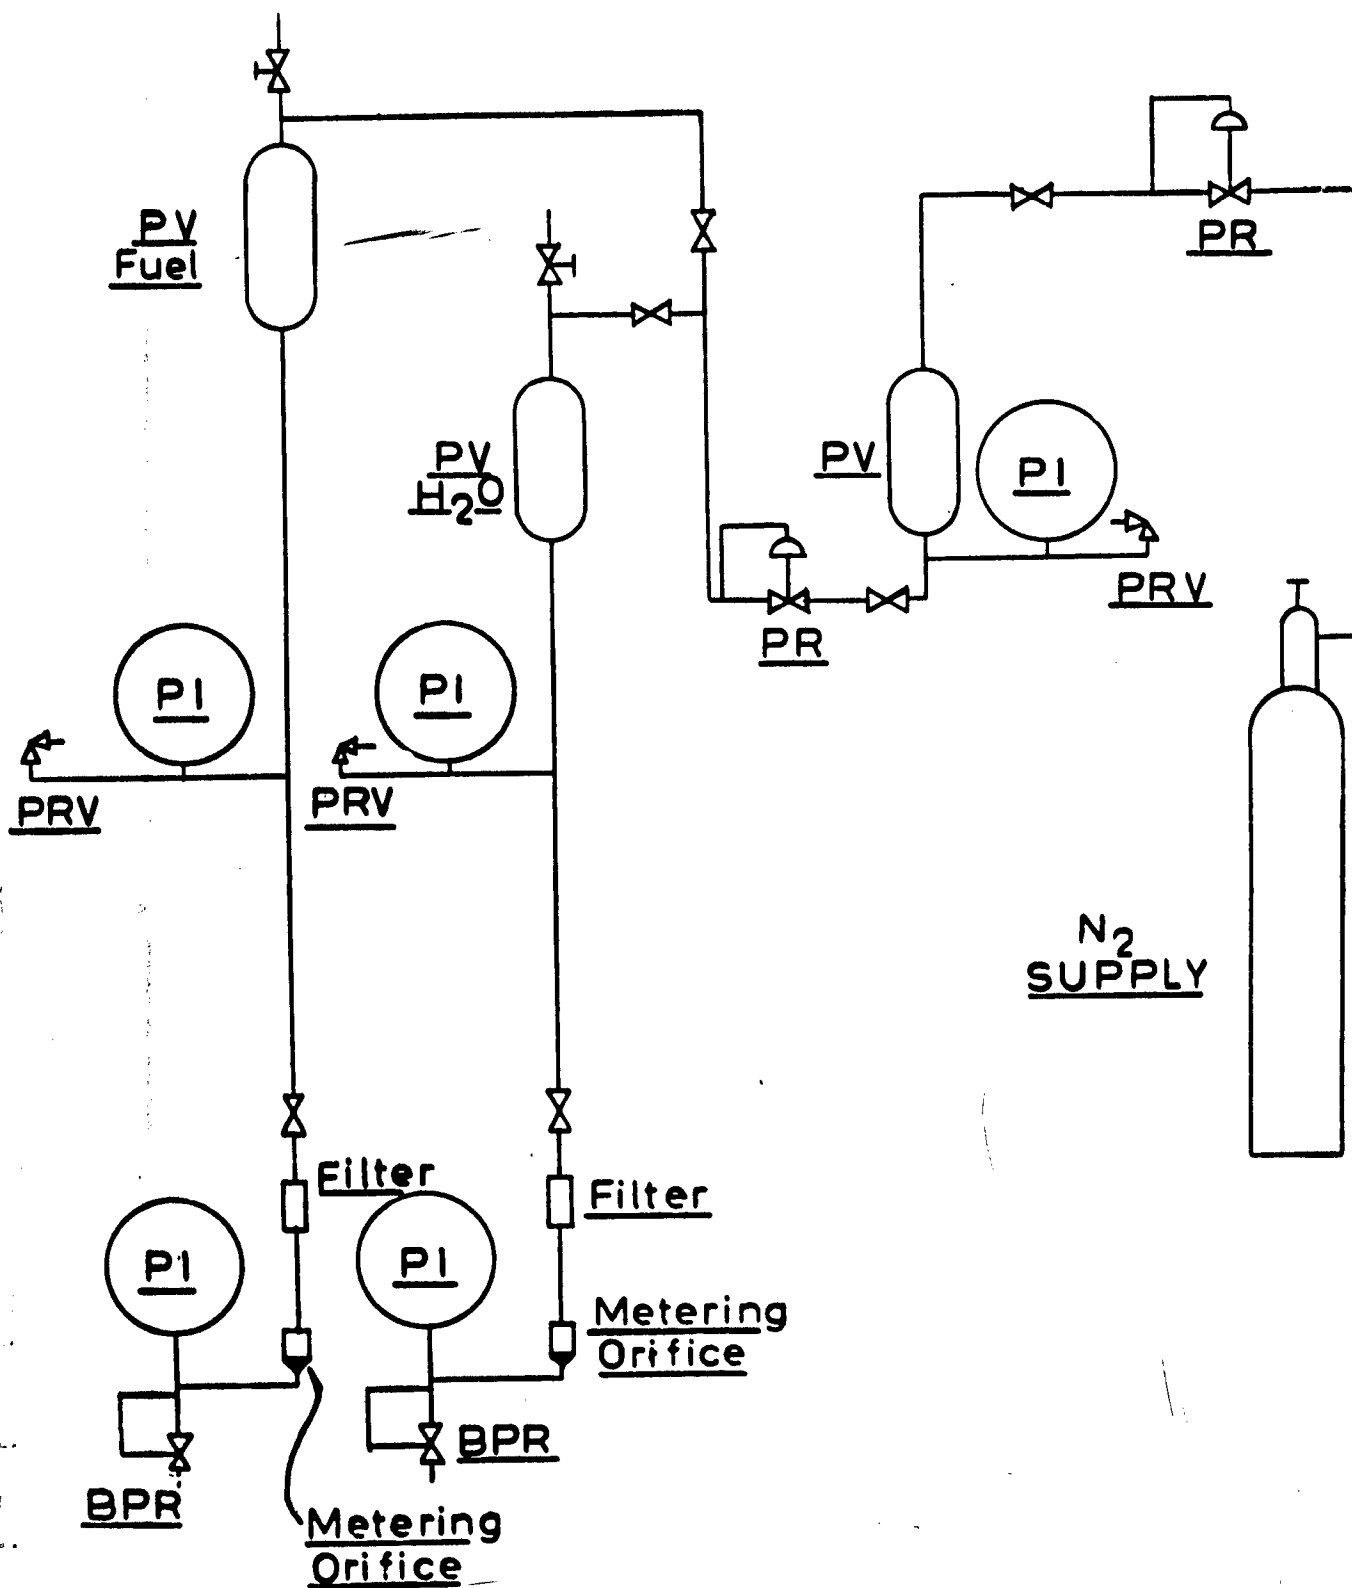 PR
PV
Fuel
PV
H2O
PV
PI
PRV
PR
PI
PI
PRV
PRV
N2
SUPPLY
Filter
Filter
PI
PI
Metering
Orifice
BPR
BPR
Metering
Orifice